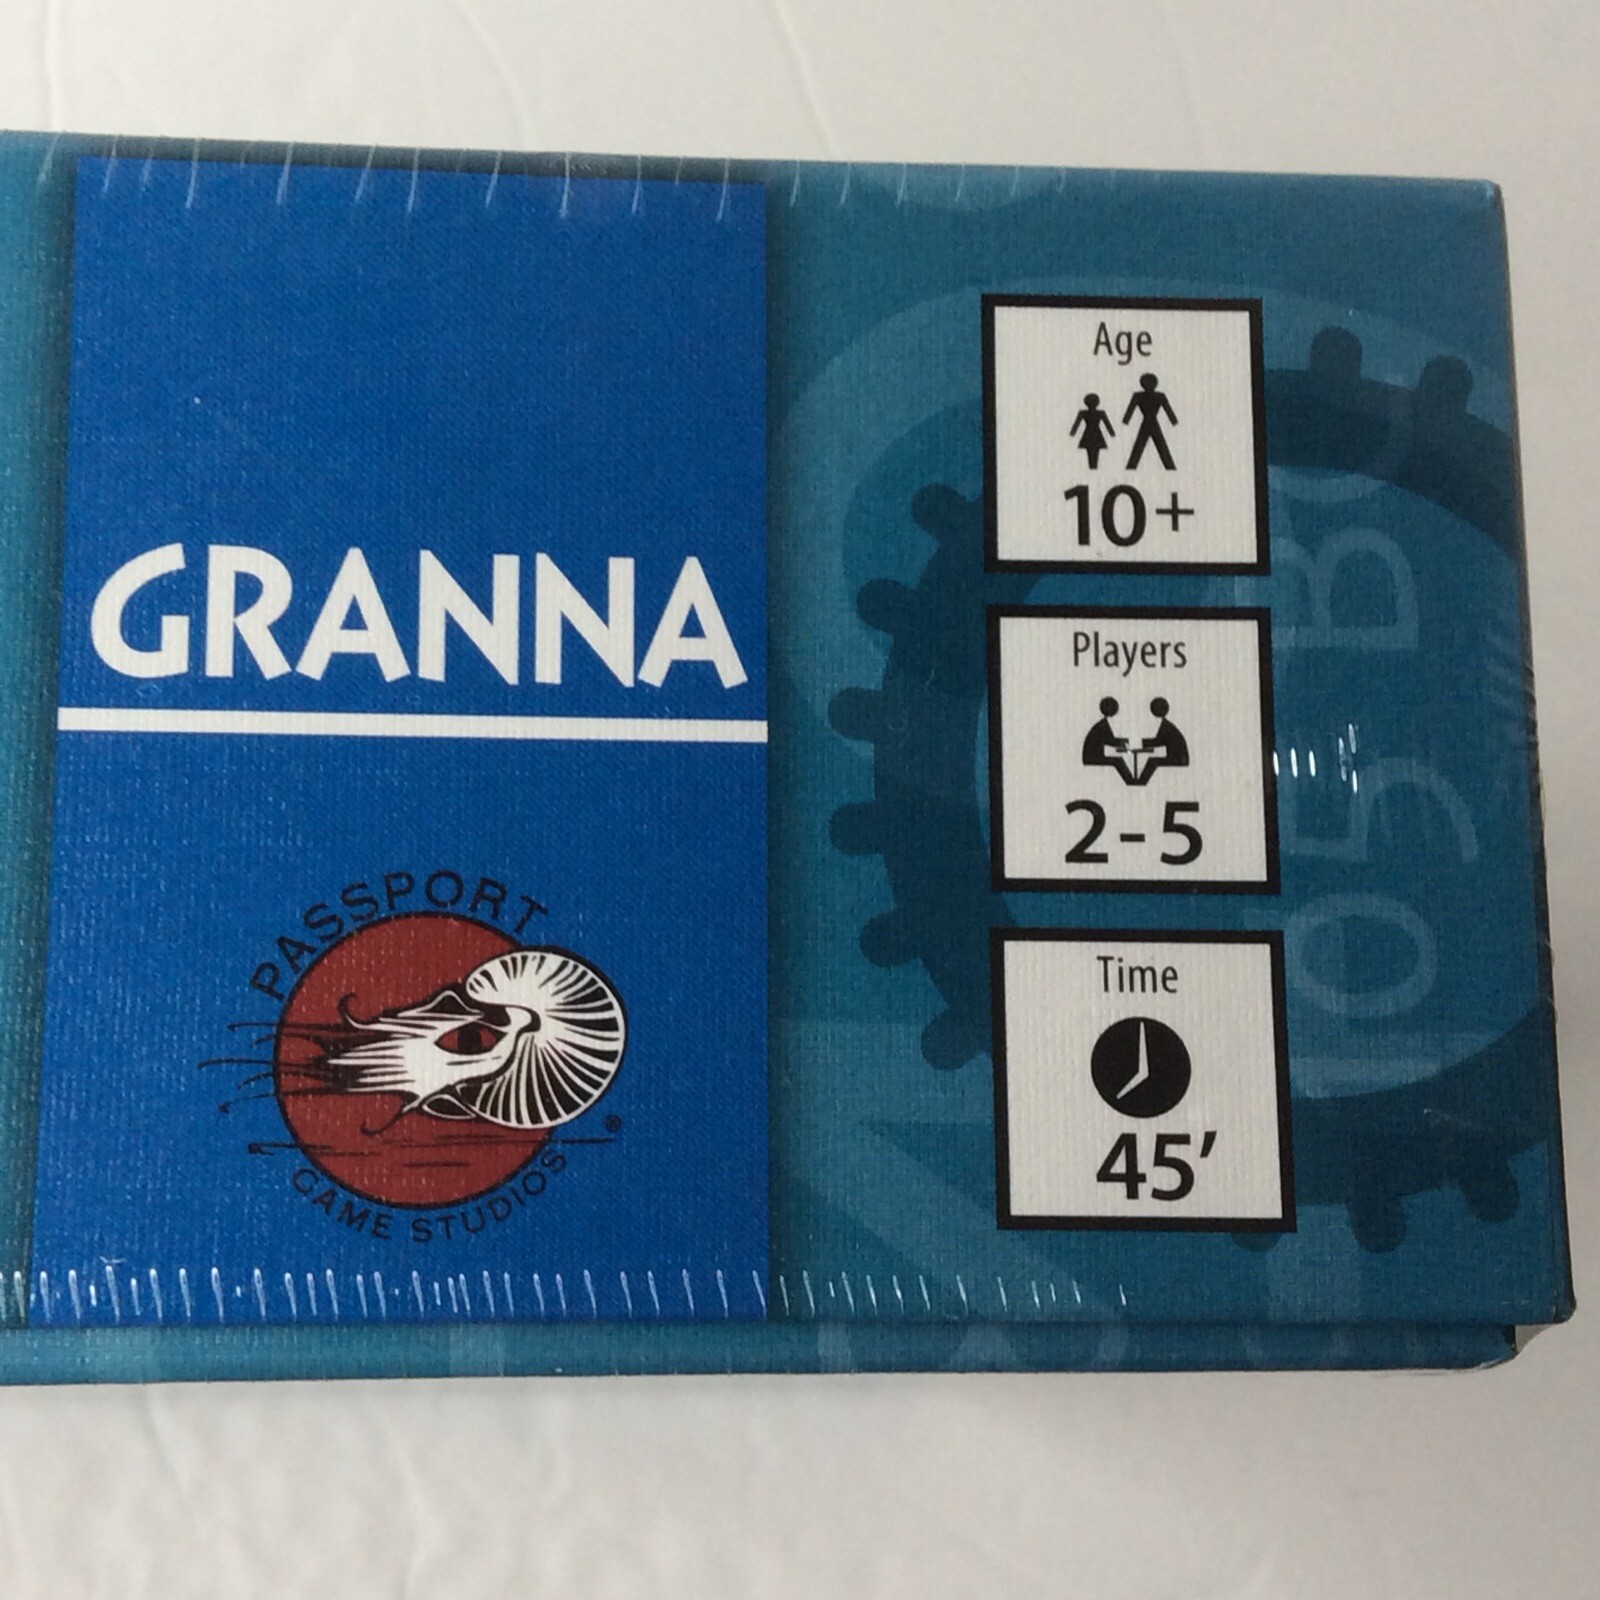 GRANNA
PASSPORT
GAME STUDIOS
®
Age
10+
Players
2-5
Time
45'